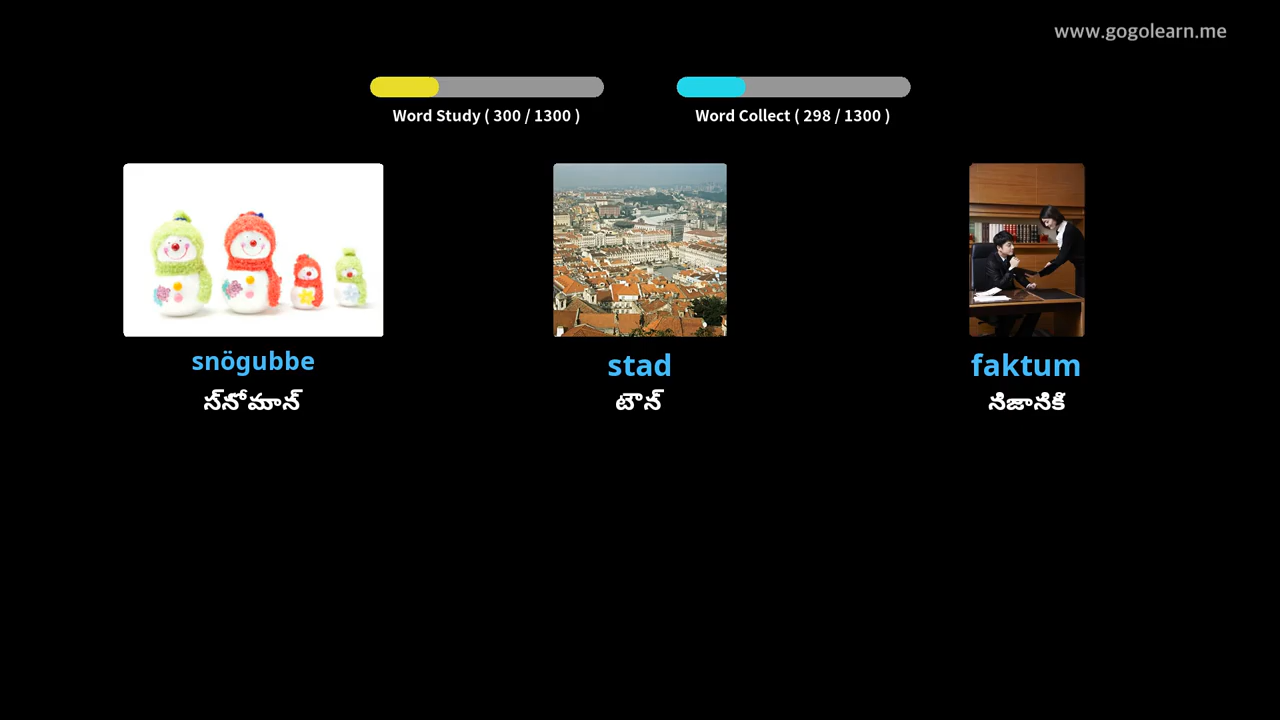 www.gogolearn.me
Word Study ( 300 / 1300 )
Word Collect ( 298 / 1300 )
snögubbe
stad
faktum
స్నోమాన్
టౌన్
నిజానికి